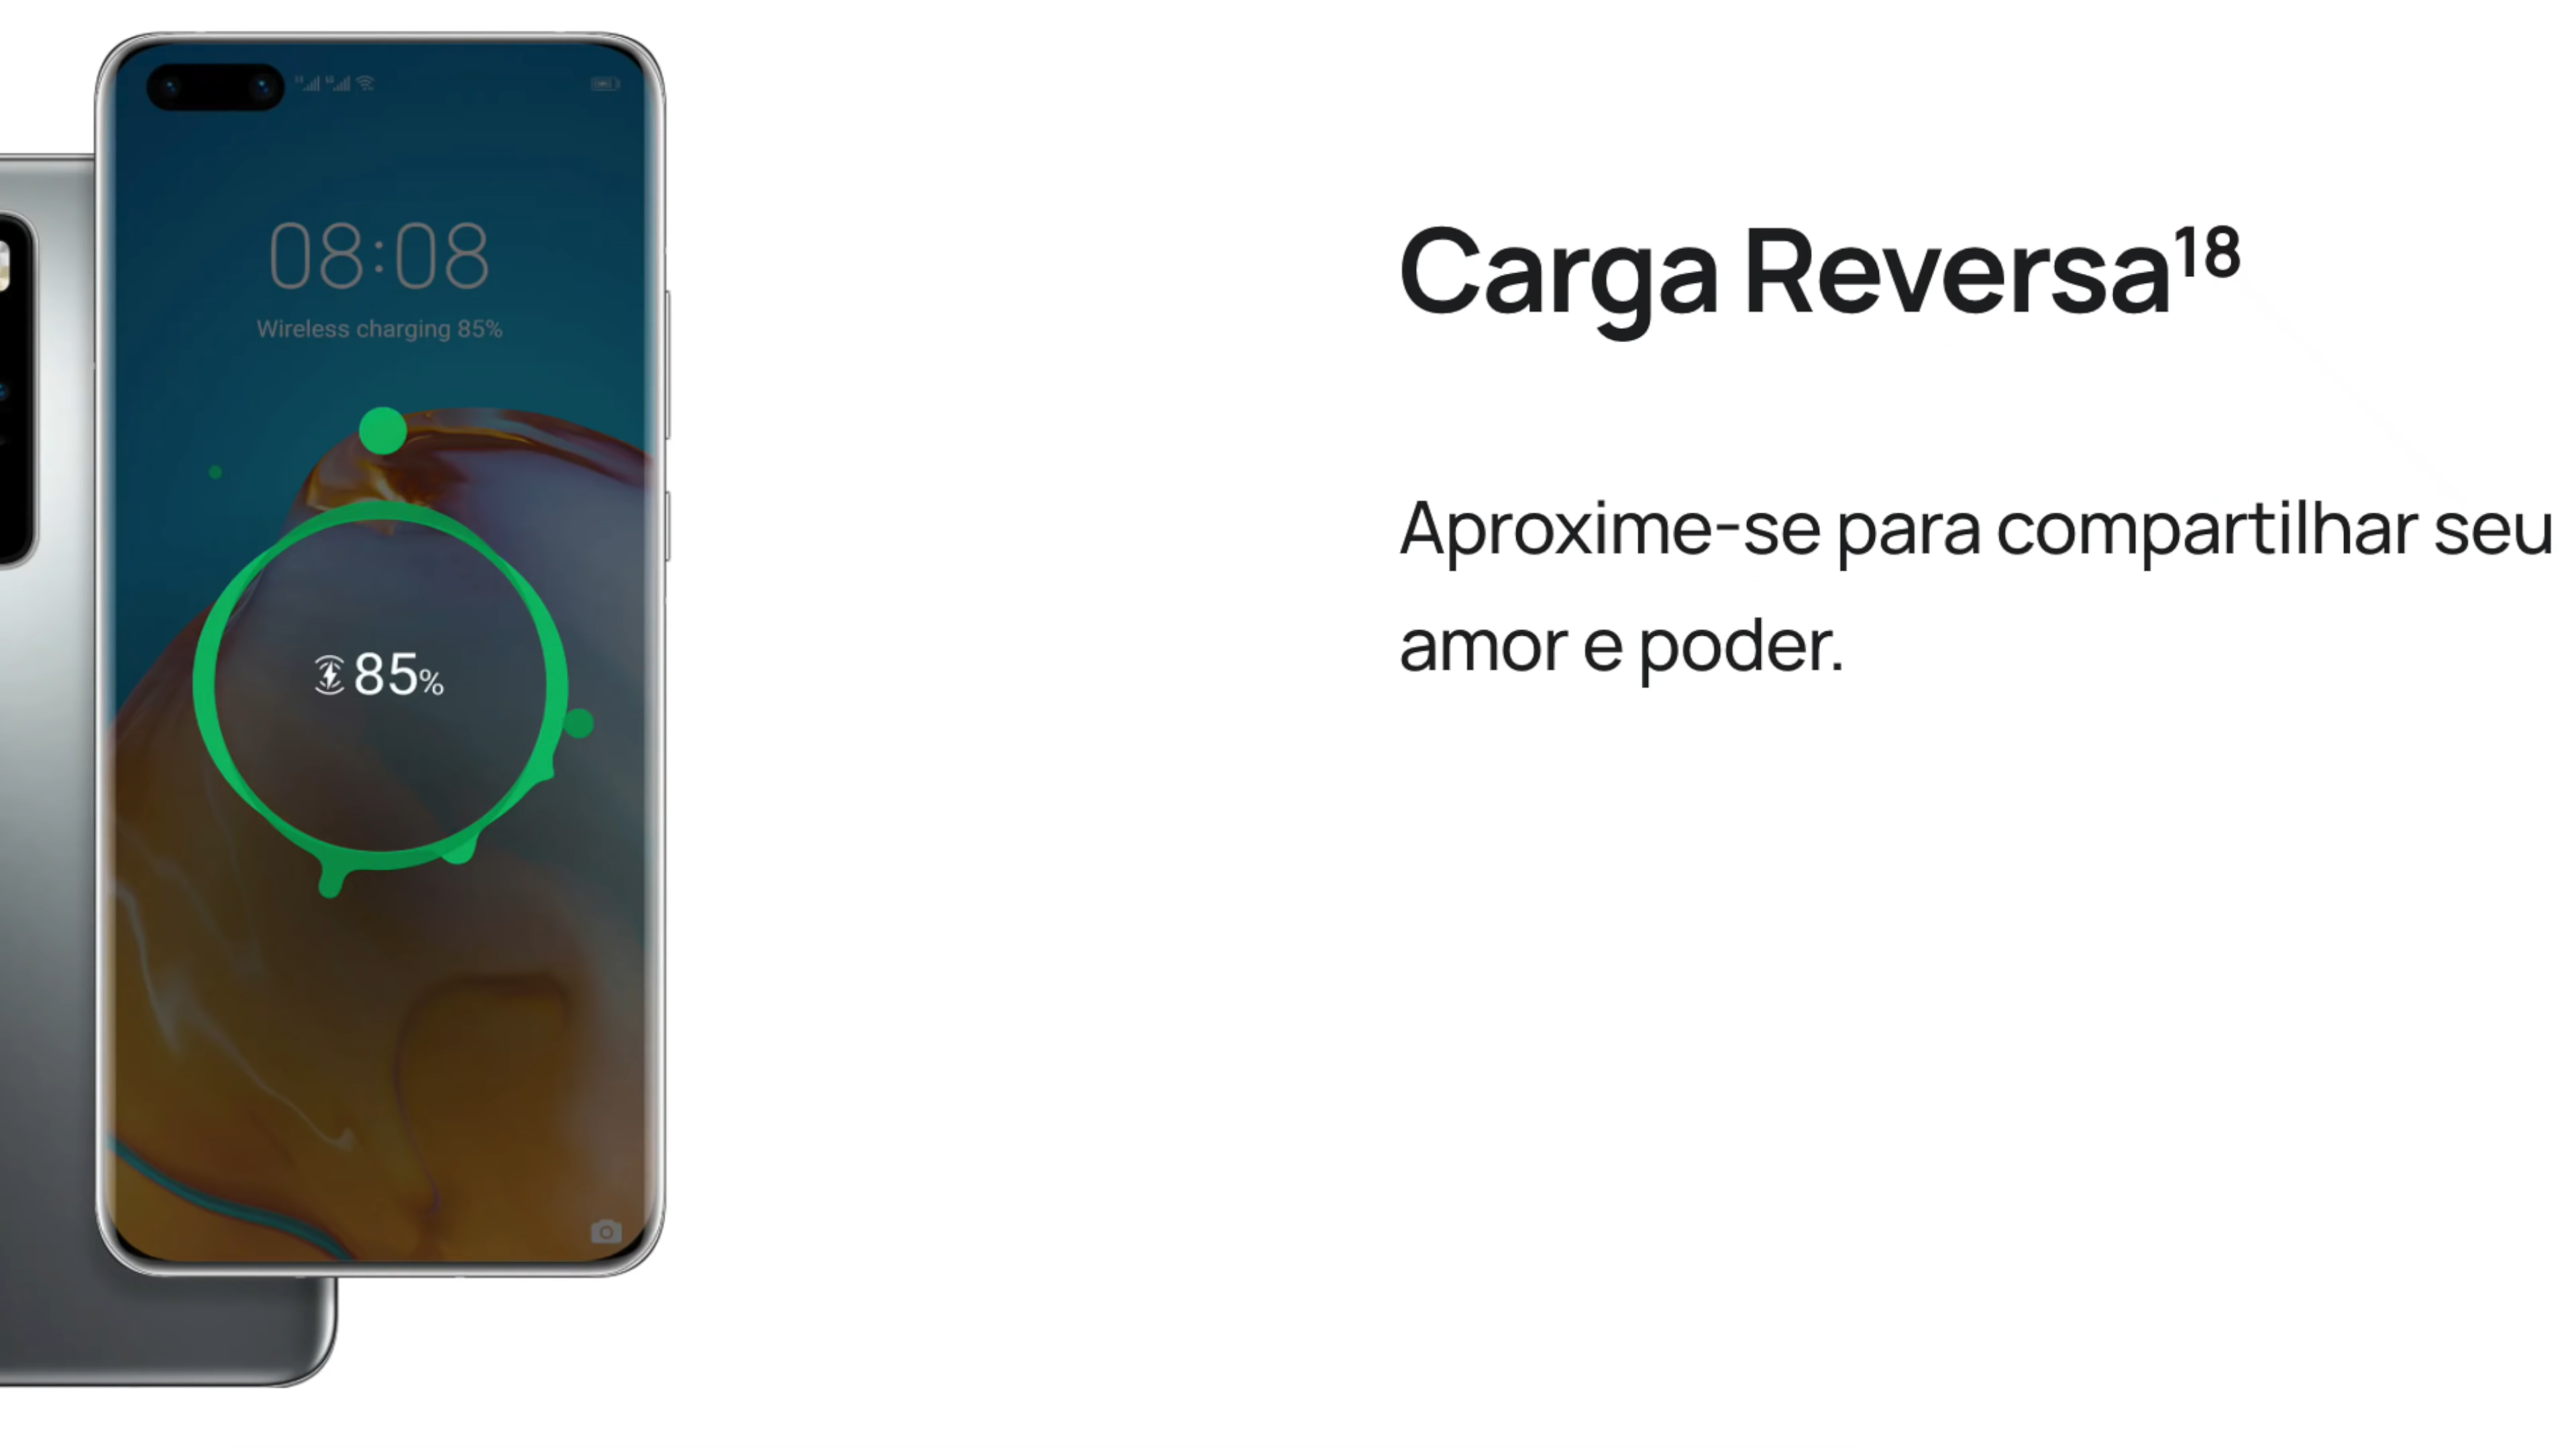 08:08
Wireless charging 85%
85%
Carga Reversa18
Aproxime-se para compartilhar seu
amor e poder.